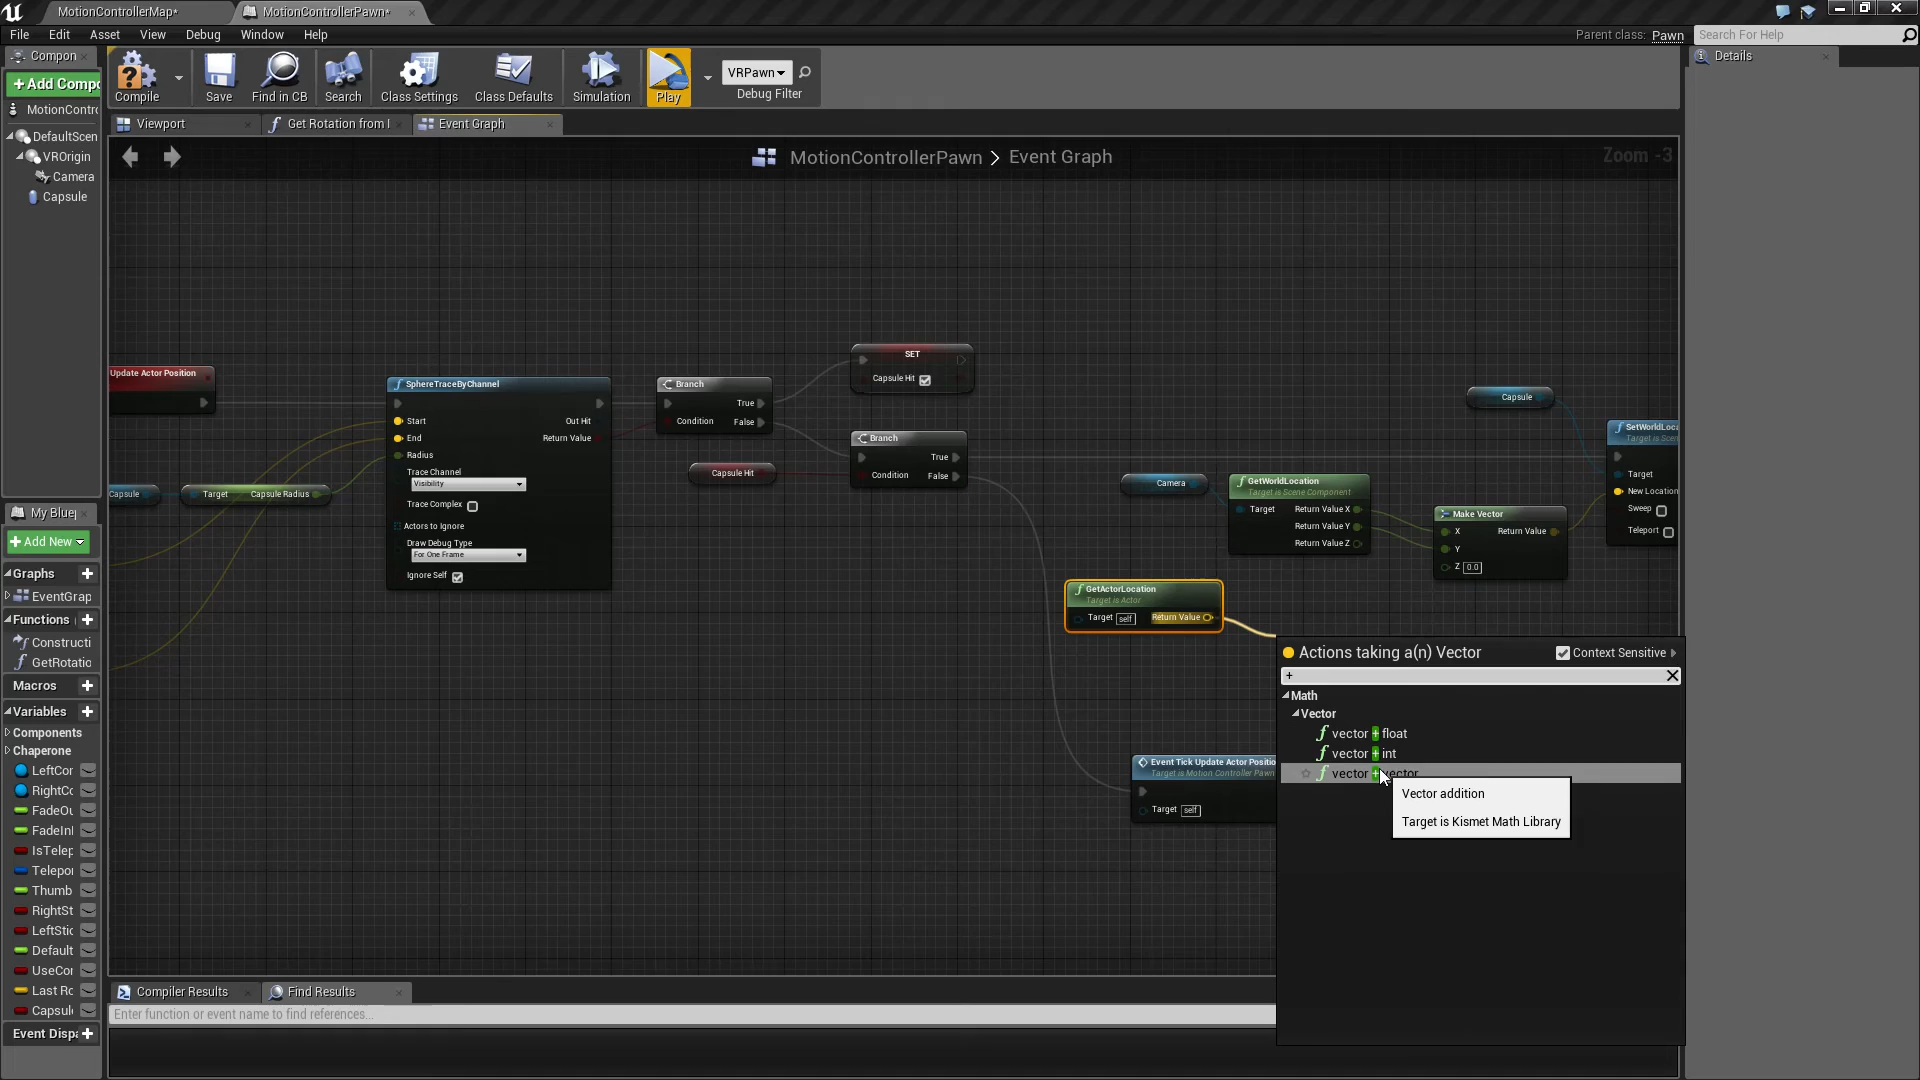 MotionControllerMap*
MotionControllerPawn*
File Edit Asset View Debug Window Help
Parent class: Pawn
Search For Help
Compon
Details
Add Compo
Compile
Save
Find in CB
Search
Class Settings
Class Defaults
Simulation
Play
VRPawn
Debug Filter
MotionContro
DefaultScen
VROrigin
Camera
Capsule
Viewport
Get Rotation from I
Event Graph
MotionControllerPawn > Event Graph
Zoom -3
Update Actor Position
SphereTraceByChannel
Start
Out Hit
End
Return Value
Radius
Trace Channel
Visibility
Trace Complex
Actors to Ignore
Draw Debug Type
For One Frame
Ignore Self
Capsule
Target
Capsule Radius
Branch
True
Condition
False
SET
Capsule Hit
Capsule Hit
Branch
True
Condition
False
Capsule
SetWorldLoca
Target is Scen
Target
New Location
Sweep
Teleport
Camera
GetWorldLocation
Target is Scene Component
Target
Return Value X
Return Value Y
Return Value Z
Make Vector
X
Return Value
Y
Z 0.0
GetActorLocation
Target is Actor
Target self
Return Value
Event Tick Update Actor Positio
Target is Motion Controller Pawn
Target self
Actions taking a(n) Vector
Context Sensitive
+
Math
Vector
vector + float
vector + int
vector + vector
Vector addition
Target is Kismet Math Library
My Bluep
Add New
Graphs
EventGrap
Functions
Constructi
GetRotatio
Macros
Variables
Components
Chaperone
LeftCor
RightCo
FadeOu
FadeInI
IsTelep
Telepor
Thumb
RightSt
LeftStic
Default
UseCor
Last Ro
Capsule
Event Dispa
Compiler Results
Find Results
Enter function or event name to find references...